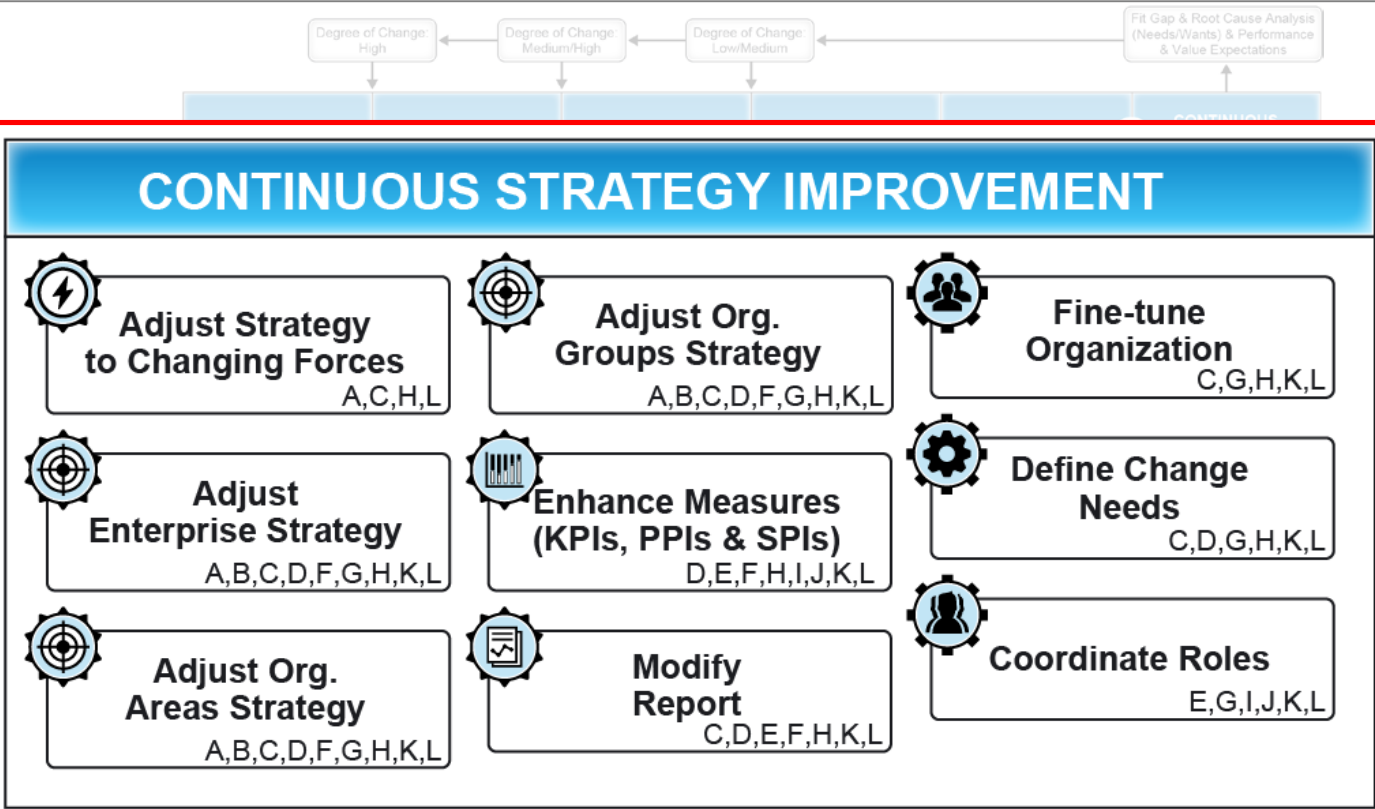 Degree of Change:
High
Degree of Change
Medium/High
Degree of Change
Low/Medium
Fit Gap & Root Cause Analysis
(Needs/Wants) & Performance
& Value Expectations
CONTINUOUS
CONTINUOUS STRATEGY IMPROVEMENT
Adjust Strategy
to Changing Forces
A,C,H,L
Adjust
Enterprise Strategy
A,B,C,D,F,G,H,K,L
Adjust Org.
Areas Strategy
A,B,C,D,F,G,H,K,L
Adjust Org.
Groups Strategy
A,B,C,D,F,G,H,K,L
Enhance Measures
(KPIs, PPIs & SPIs)
D,E,F,H,I,J,K,L
Modify
Report
C,D,E,F,H,K,L
Fine-tune
Organization
C,G,H,K,L
Define Change
Needs
C,D,G,H,K,L
Coordinate Roles
E,G,I,J,K,L